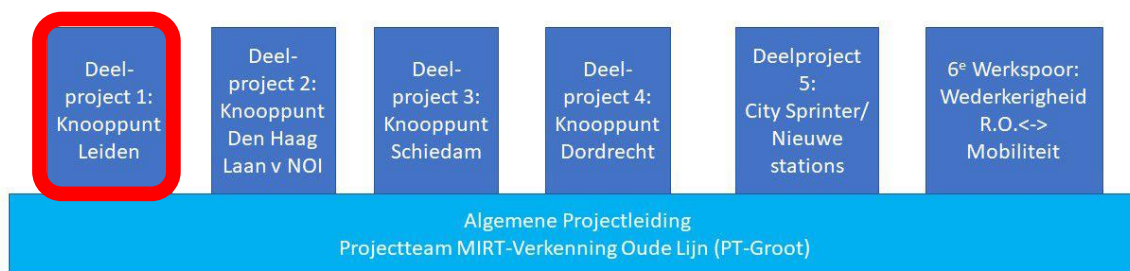 Deel-
project 1:
Knooppunt
Leiden
Deel-
project 2:
Knooppunt
Den Haag
Laan v NOI
Deel-
project 3:
Knooppunt
Schiedam
Deel-
project 4:
Knooppunt
Dordrecht
Deelproject
5:
City Sprinter/
Nieuwe
stations
6e Werkspoor:
Wederkerigheid
R.O.<->
Mobiliteit
Algemene Projectleiding
Projectteam MIRT-Verkenning Oude Lijn (PT-Groot)